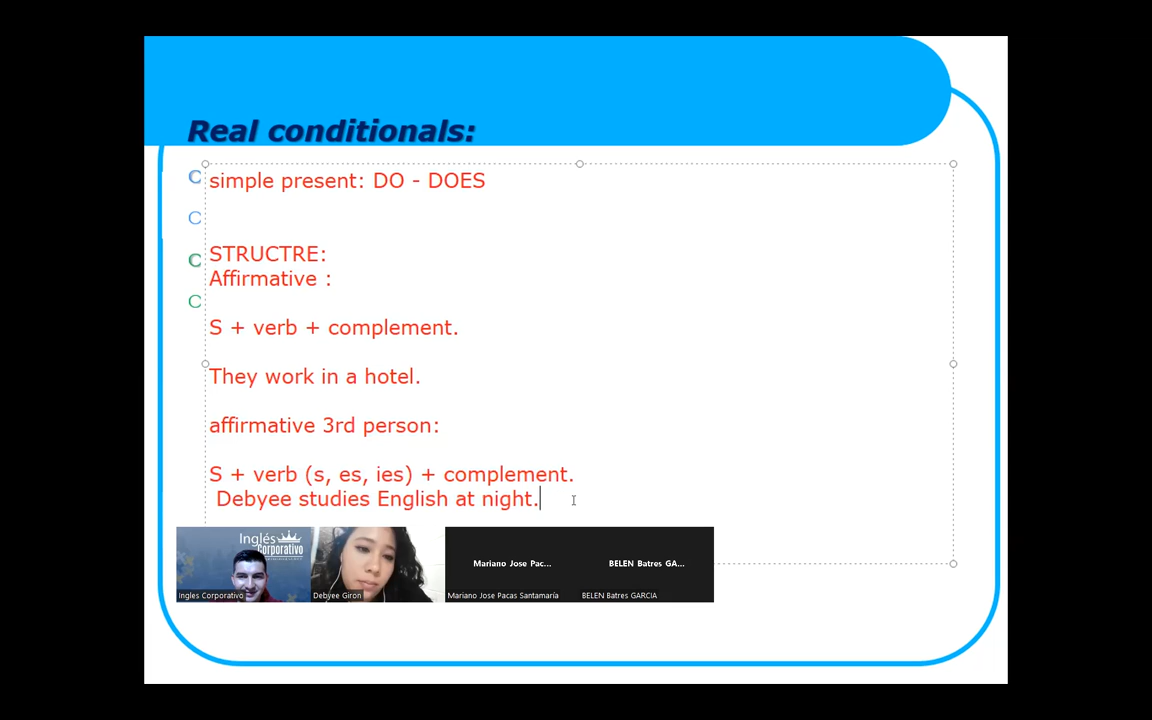 Real conditionals:
C simple present: DO - DOES
C
C STRUCTRE:
Affirmative :
C
S + verb + complement.
They work in a hotel.
affirmative 3rd person:
S + verb (s, es, ies) + complement.
Debyee studies English at night.
Inglés
Corporativo
Mariano Jose Pac...
BELEN Batres GA...
Ingles Corporativo
Debyee Giron
Mariano Jose Pacas Santamaría
BELEN Batres GARCIA